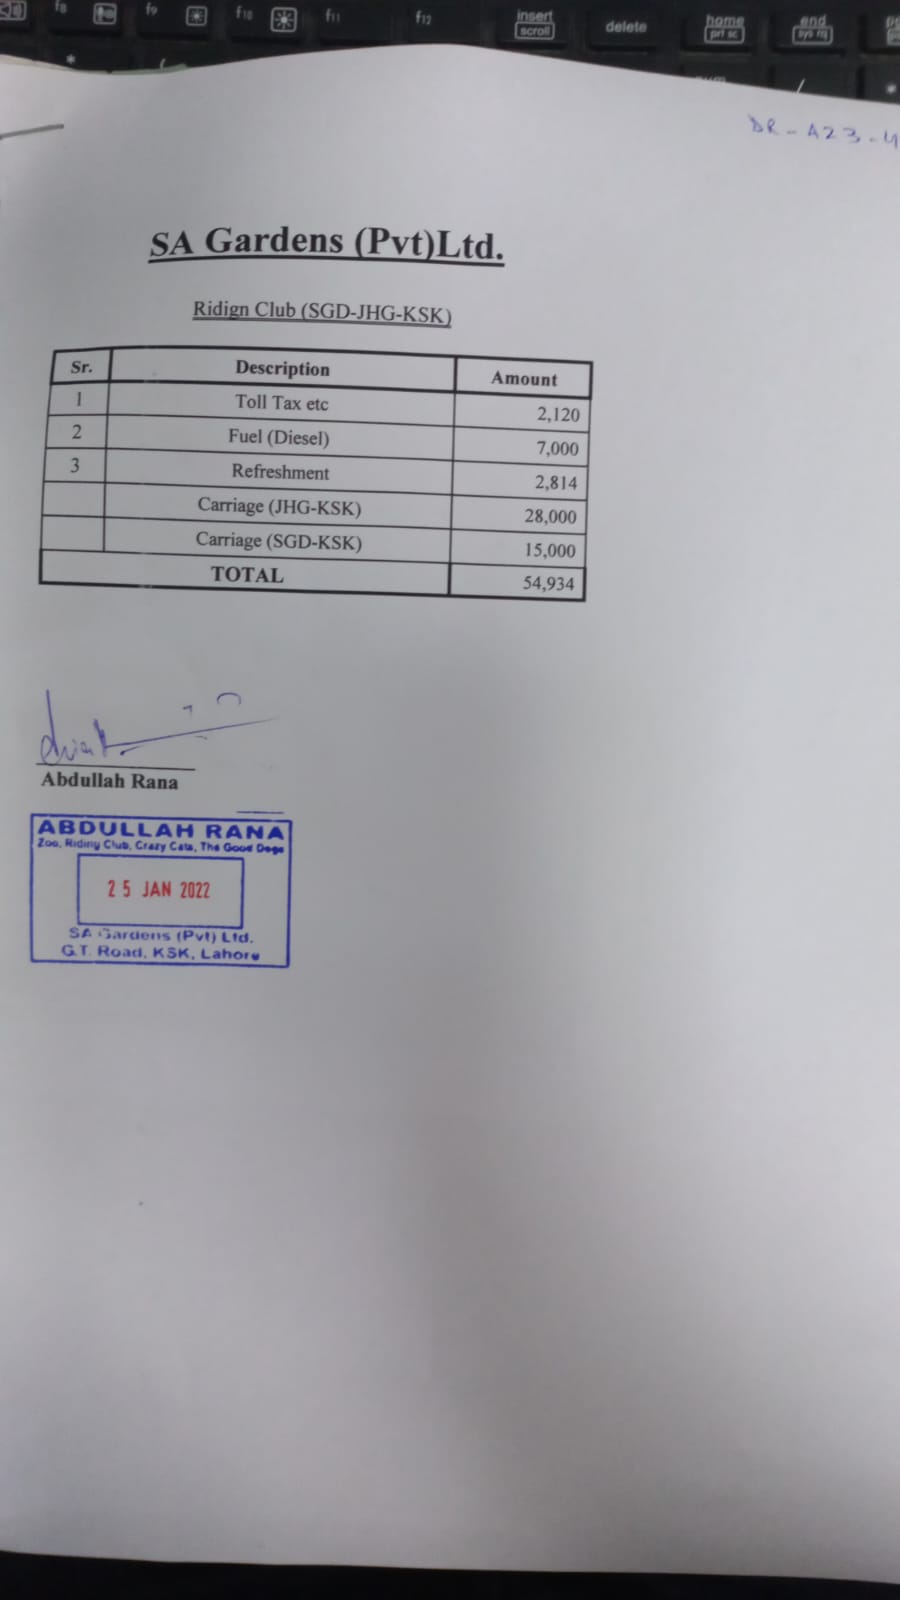 f8 f9 f10 f11 f12 insert delete home end
scroll prt sc sys rq
DR-A23-4
SA Gardens (Pvt)Ltd.
Ridign Club (SGD-JHG-KSK)
Sr. Description Amount
1 Toll Tax etc 2,120
2 Fuel (Diesel) 7,000
3 Refreshment 2,814
Carriage (JHG-KSK) 28,000
Carriage (SGD-KSK) 15,000
TOTAL 54,934
Abdullah Rana
ABDULLAH RANA
Zoo, Riding Club, Crazy Cats, The Good Dogs
25 JAN 2022
SA Gardens (Pvt) Ltd.
G.T. Road, KSK, Lahore